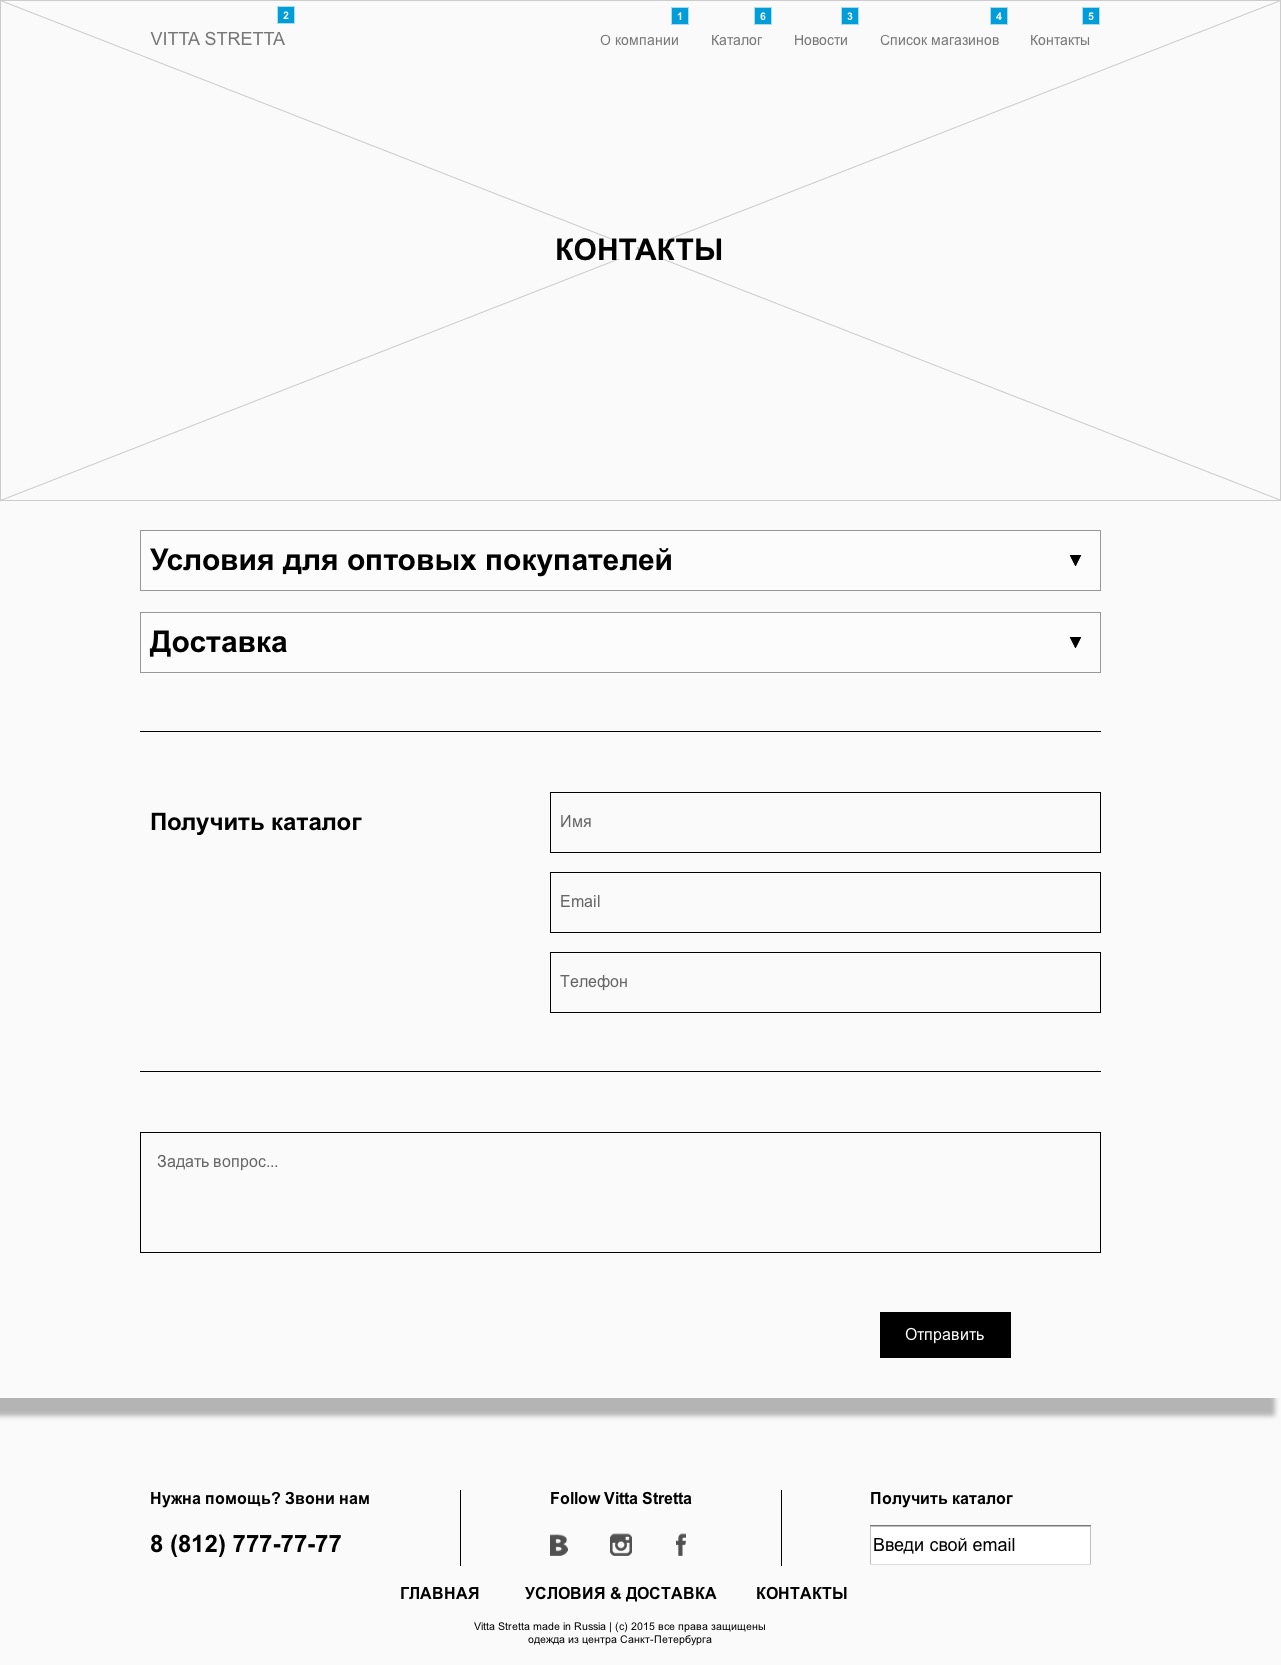 2 1 6 3 4 5
VITTA STRETTA О компании Каталог Новости Список магазинов Контакты
КОНТАКТЫ
Условия для оптовых покупателей ▼
Доставка ▼
Получить каталог
Имя
Email
Телефон
Задать вопрос...
Отправить
Нужна помощь? Звони нам Follow Vitta Stretta Получить каталог
8 (812) 777-77-77 Введи свой email
ГЛАВНАЯ УСЛОВИЯ & ДОСТАВКА КОНТАКТЫ
Vitta Stretta made in Russia | (c) 2015 все права защищены
одежда из центра Санкт-Петербурга